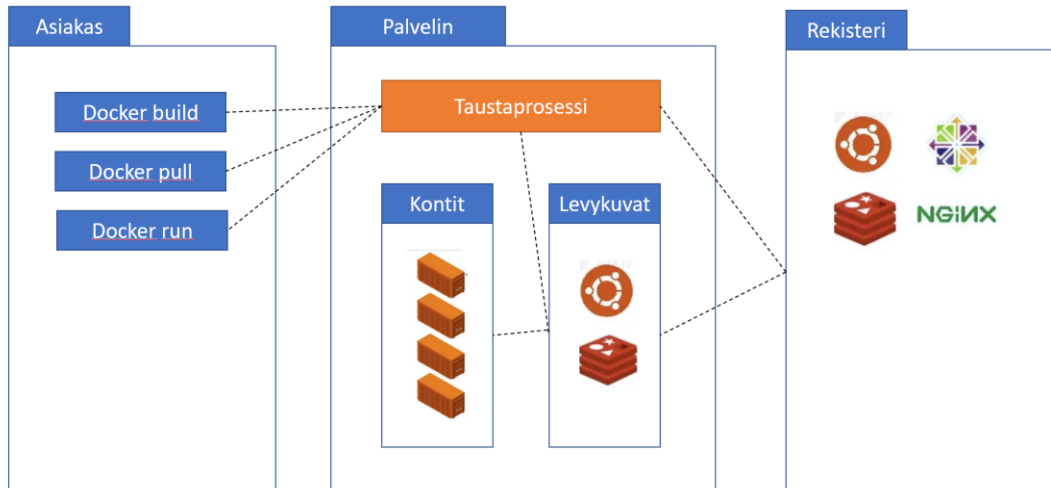 Asiakas
Docker build
Docker pull
Docker run
Palvelin
Taustaprosessi
Kontit
Levykuvat
Rekisteri
NGiNX